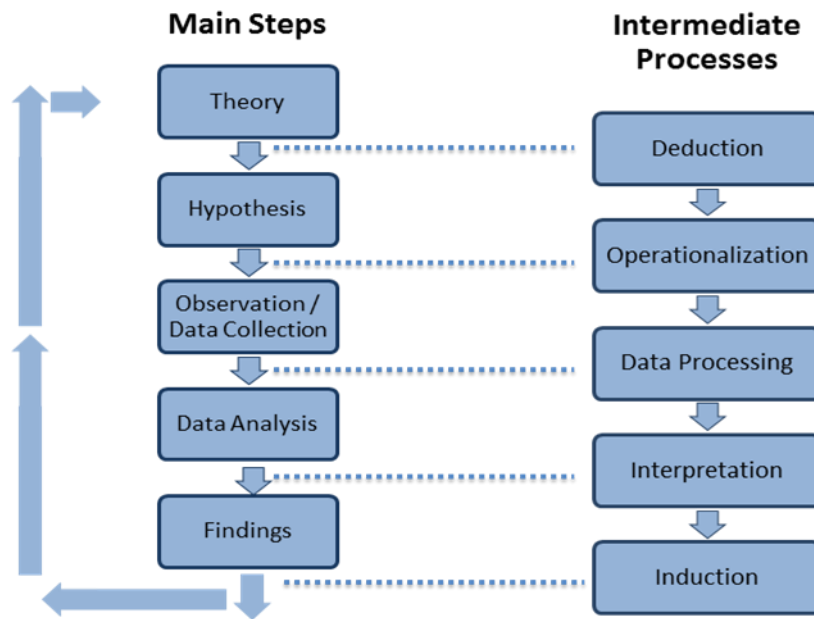 Main Steps
Theory
Hypothesis
Observation /
Data Collection
Data Analysis
Findings
Intermediate
Processes
Deduction
Operationalization
Data Processing
Interpretation
Induction